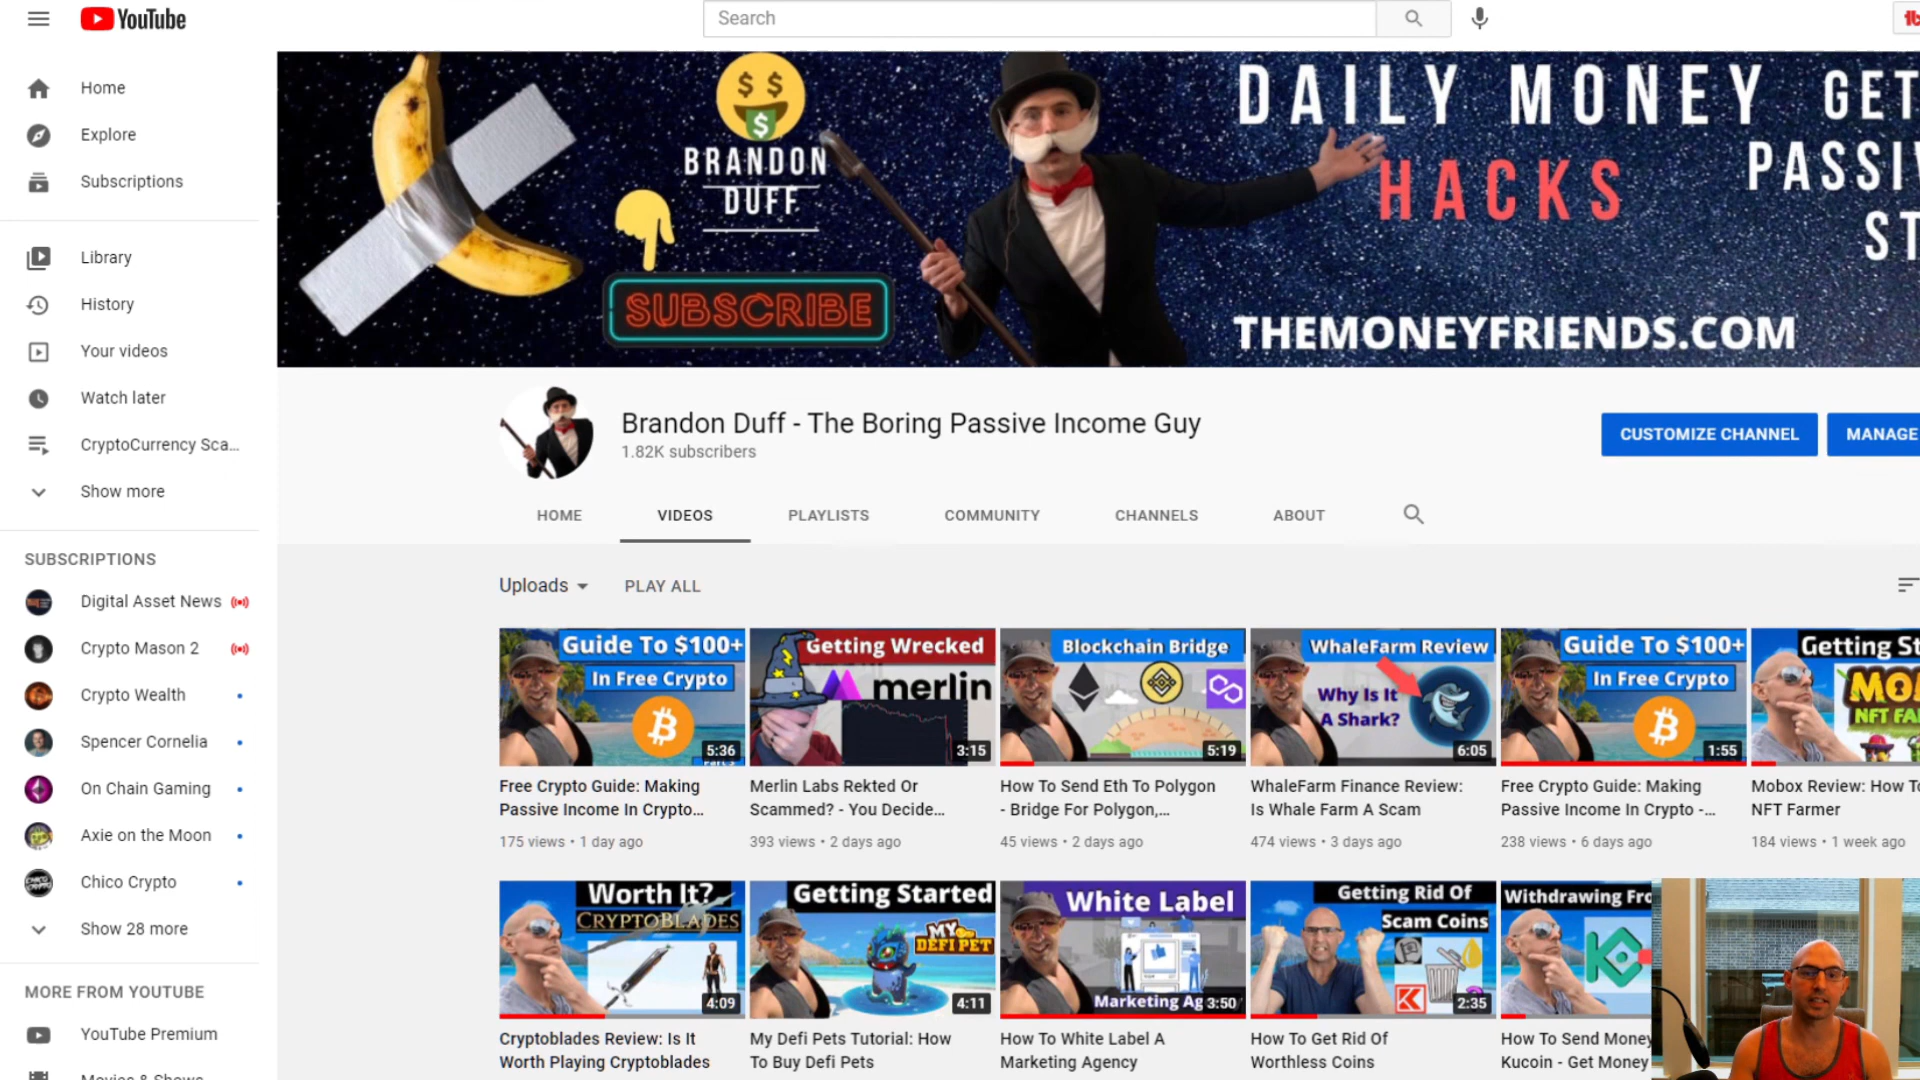 YouTube
Search
Home
Explore
Subscriptions
Library
History
Your videos
Watch later
CryptoCurrency Sca...
Show more
SUBSCRIPTIONS
Digital Asset News
Crypto Mason 2
Crypto Wealth
Spencer Cornelia
On Chain Gaming
Axie on the Moon
Chico Crypto
Show 28 more
MORE FROM YOUTUBE
YouTube Premium
Movies & Shows
BRANDON
DUFF
SUBSCRIBE
DAILY MONEY
HACKS
GET
PASSIV
ST
THEMONEYFRIENDS.COM
Brandon Duff - The Boring Passive Income Guy
1.82K subscribers
CUSTOMIZE CHANNEL
MANAGE
HOME
VIDEOS
PLAYLISTS
COMMUNITY
CHANNELS
ABOUT
Uploads
PLAY ALL
Guide To $100+
In Free Crypto
5:36
Free Crypto Guide: Making
Passive Income In Crypto...
175 views • 1 day ago
Getting Wrecked
merlin
3:15
Merlin Labs Rekted Or
Scammed? - You Decide...
393 views • 2 days ago
Blockchain Bridge
5:19
How To Send Eth To Polygon
- Bridge For Polygon,...
45 views • 2 days ago
WhaleFarm Review
Why Is It
A Shark?
6:05
WhaleFarm Finance Review:
Is Whale Farm A Scam
474 views • 3 days ago
Guide To $100+
In Free Crypto
1:55
Free Crypto Guide: Making
Passive Income In Crypto -...
238 views • 6 days ago
Getting St
MO
NFT FA
Mobox Review: How To
NFT Farmer
184 views • 1 week ago
Worth It?
CRYPTOBLADES
4:09
Cryptoblades Review: Is It
Worth Playing Cryptoblades
Getting Started
MY
DEFI PET
4:11
My Defi Pets Tutorial: How
To Buy Defi Pets
White Label
Marketing Ag
3:50
How To White Label A
Marketing Agency
Getting Rid Of
Scam Coins
2:35
How To Get Rid Of
Worthless Coins
Withdrawing Fro
How To Send Money
Kucoin - Get Money